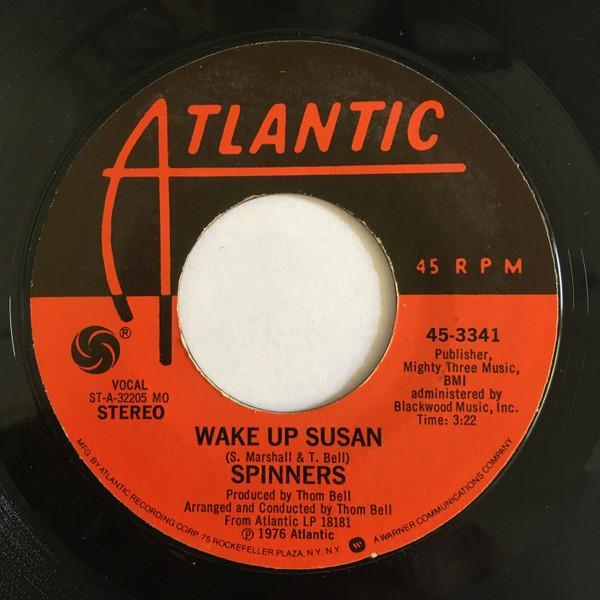 ATLANTIC
45 RPM
®
VOCAL
ST-A-32205 MO
STEREO
45-3341
Publisher,
Mighty Three Music,
BMI
administered by
Blackwood Music, Inc.
Time: 3:22
WAKE UP SUSAN
(S. Marshall & T. Bell)
SPINNERS
Produced by Thom Bell
Arranged and Conducted by Thom Bell
From Atlantic LP 18181
℗ 1976 Atlantic
MFG. BY ATLANTIC RECORDING CORP. 75 ROCKEFELLER PLAZA, N.Y. N.Y. W A WARNER COMMUNICATIONS COMPANY